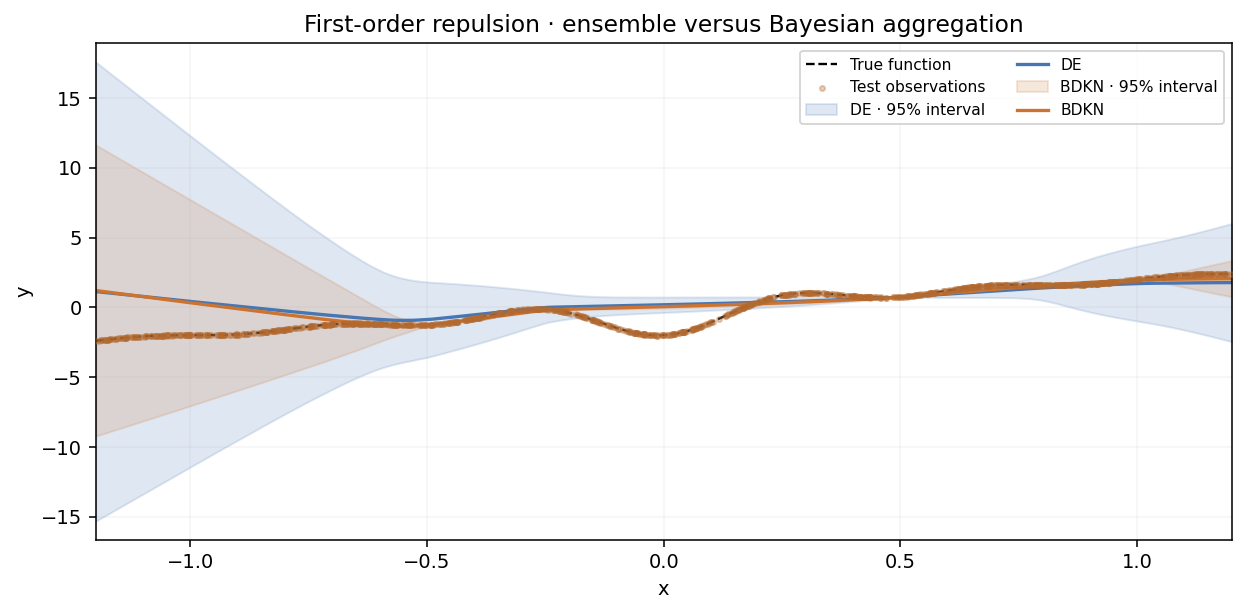 First-order repulsion · ensemble versus Bayesian aggregation
True function
Test observations
DE · 95% interval
DE
BDKN · 95% interval
BDKN
15
10
5
0
−5
−10
−15
y
−1.0
−0.5
0.0
0.5
1.0
x